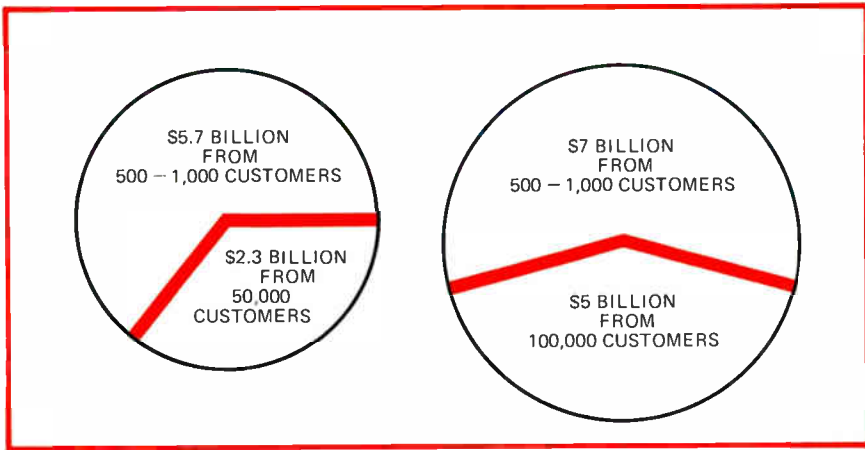 $5.7 BILLION
FROM
500 – 1,000 CUSTOMERS
$2.3 BILLION
FROM
50,000
CUSTOMERS
$7 BILLION
FROM
500 – 1,000 CUSTOMERS
$5 BILLION
FROM
100,000 CUSTOMERS